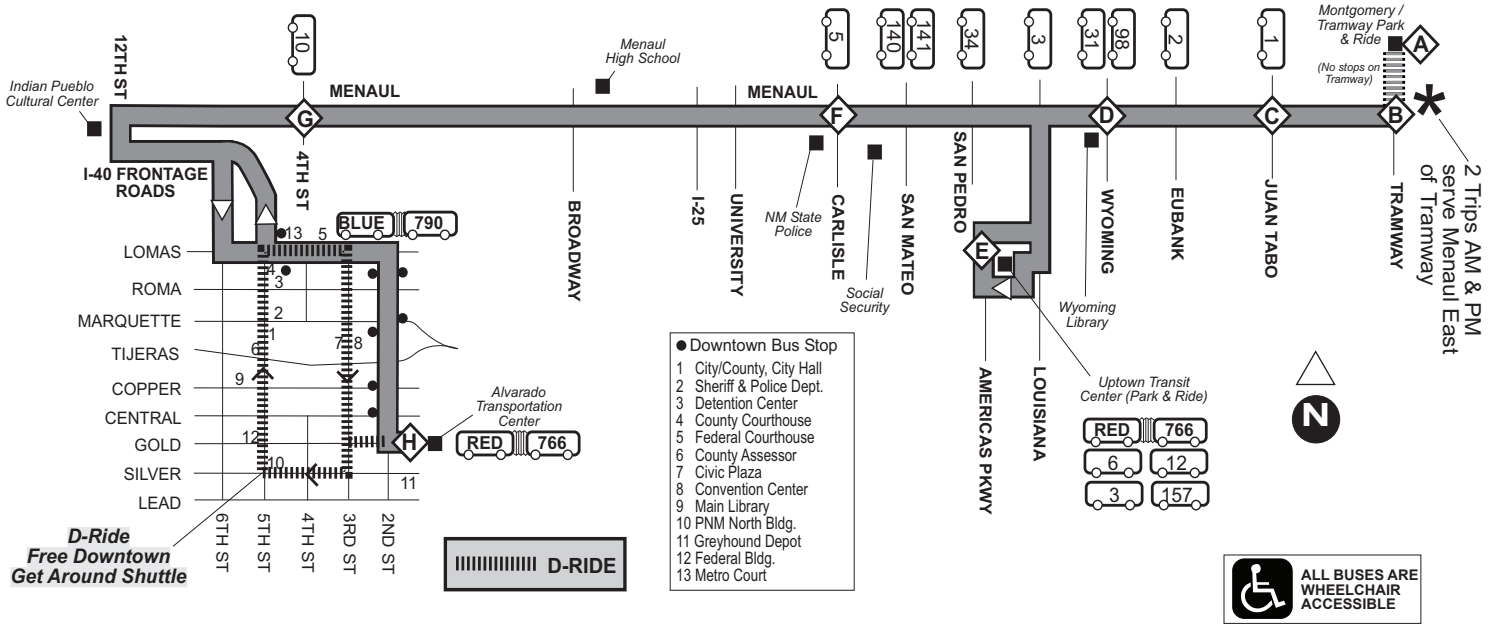 Montgomery /
Tramway Park
& Ride
A
(No stops on
Tramway)
10
5
140
141
34
3
31
98
2
1
12TH ST
Indian Pueblo
Cultural Center
Menaul
High School
MENAUL
MENAUL
G
F
D
C
B
*
2 Trips AM & PM
serve Menaul East
of Tramway
I-40 FRONTAGE
ROADS
4TH ST
BROADWAY
I-25
UNIVERSITY
NM State
Police
CARLISLE
Social
Security
SAN MATEO
SAN PEDRO
E
AMERICAS PKWY
LOUISIANA
Wyoming
Library
WYOMING
EUBANK
JUAN TABO
TRAMWAY
Uptown Transit
Center (Park & Ride)
RED 766
6 12
3 157
N
BLUE 790
13 5
LOMAS
4
3
ROMA
2
MARQUETTE
1
7 8
6
TIJERAS
9
COPPER
CENTRAL
12
GOLD
10
SILVER
11
LEAD
Alvarado
Transportation
Center
H
RED 766
6TH ST
5TH ST
4TH ST
3RD ST
2ND ST
D-Ride
Free Downtown
Get Around Shuttle
D-RIDE
Downtown Bus Stop
1 City/County, City Hall
2 Sheriff & Police Dept.
3 Detention Center
4 County Courthouse
5 Federal Courthouse
6 County Assessor
7 Civic Plaza
8 Convention Center
9 Main Library
10 PNM North Bldg.
11 Greyhound Depot
12 Federal Bldg.
13 Metro Court
ALL BUSES ARE
WHEELCHAIR
ACCESSIBLE